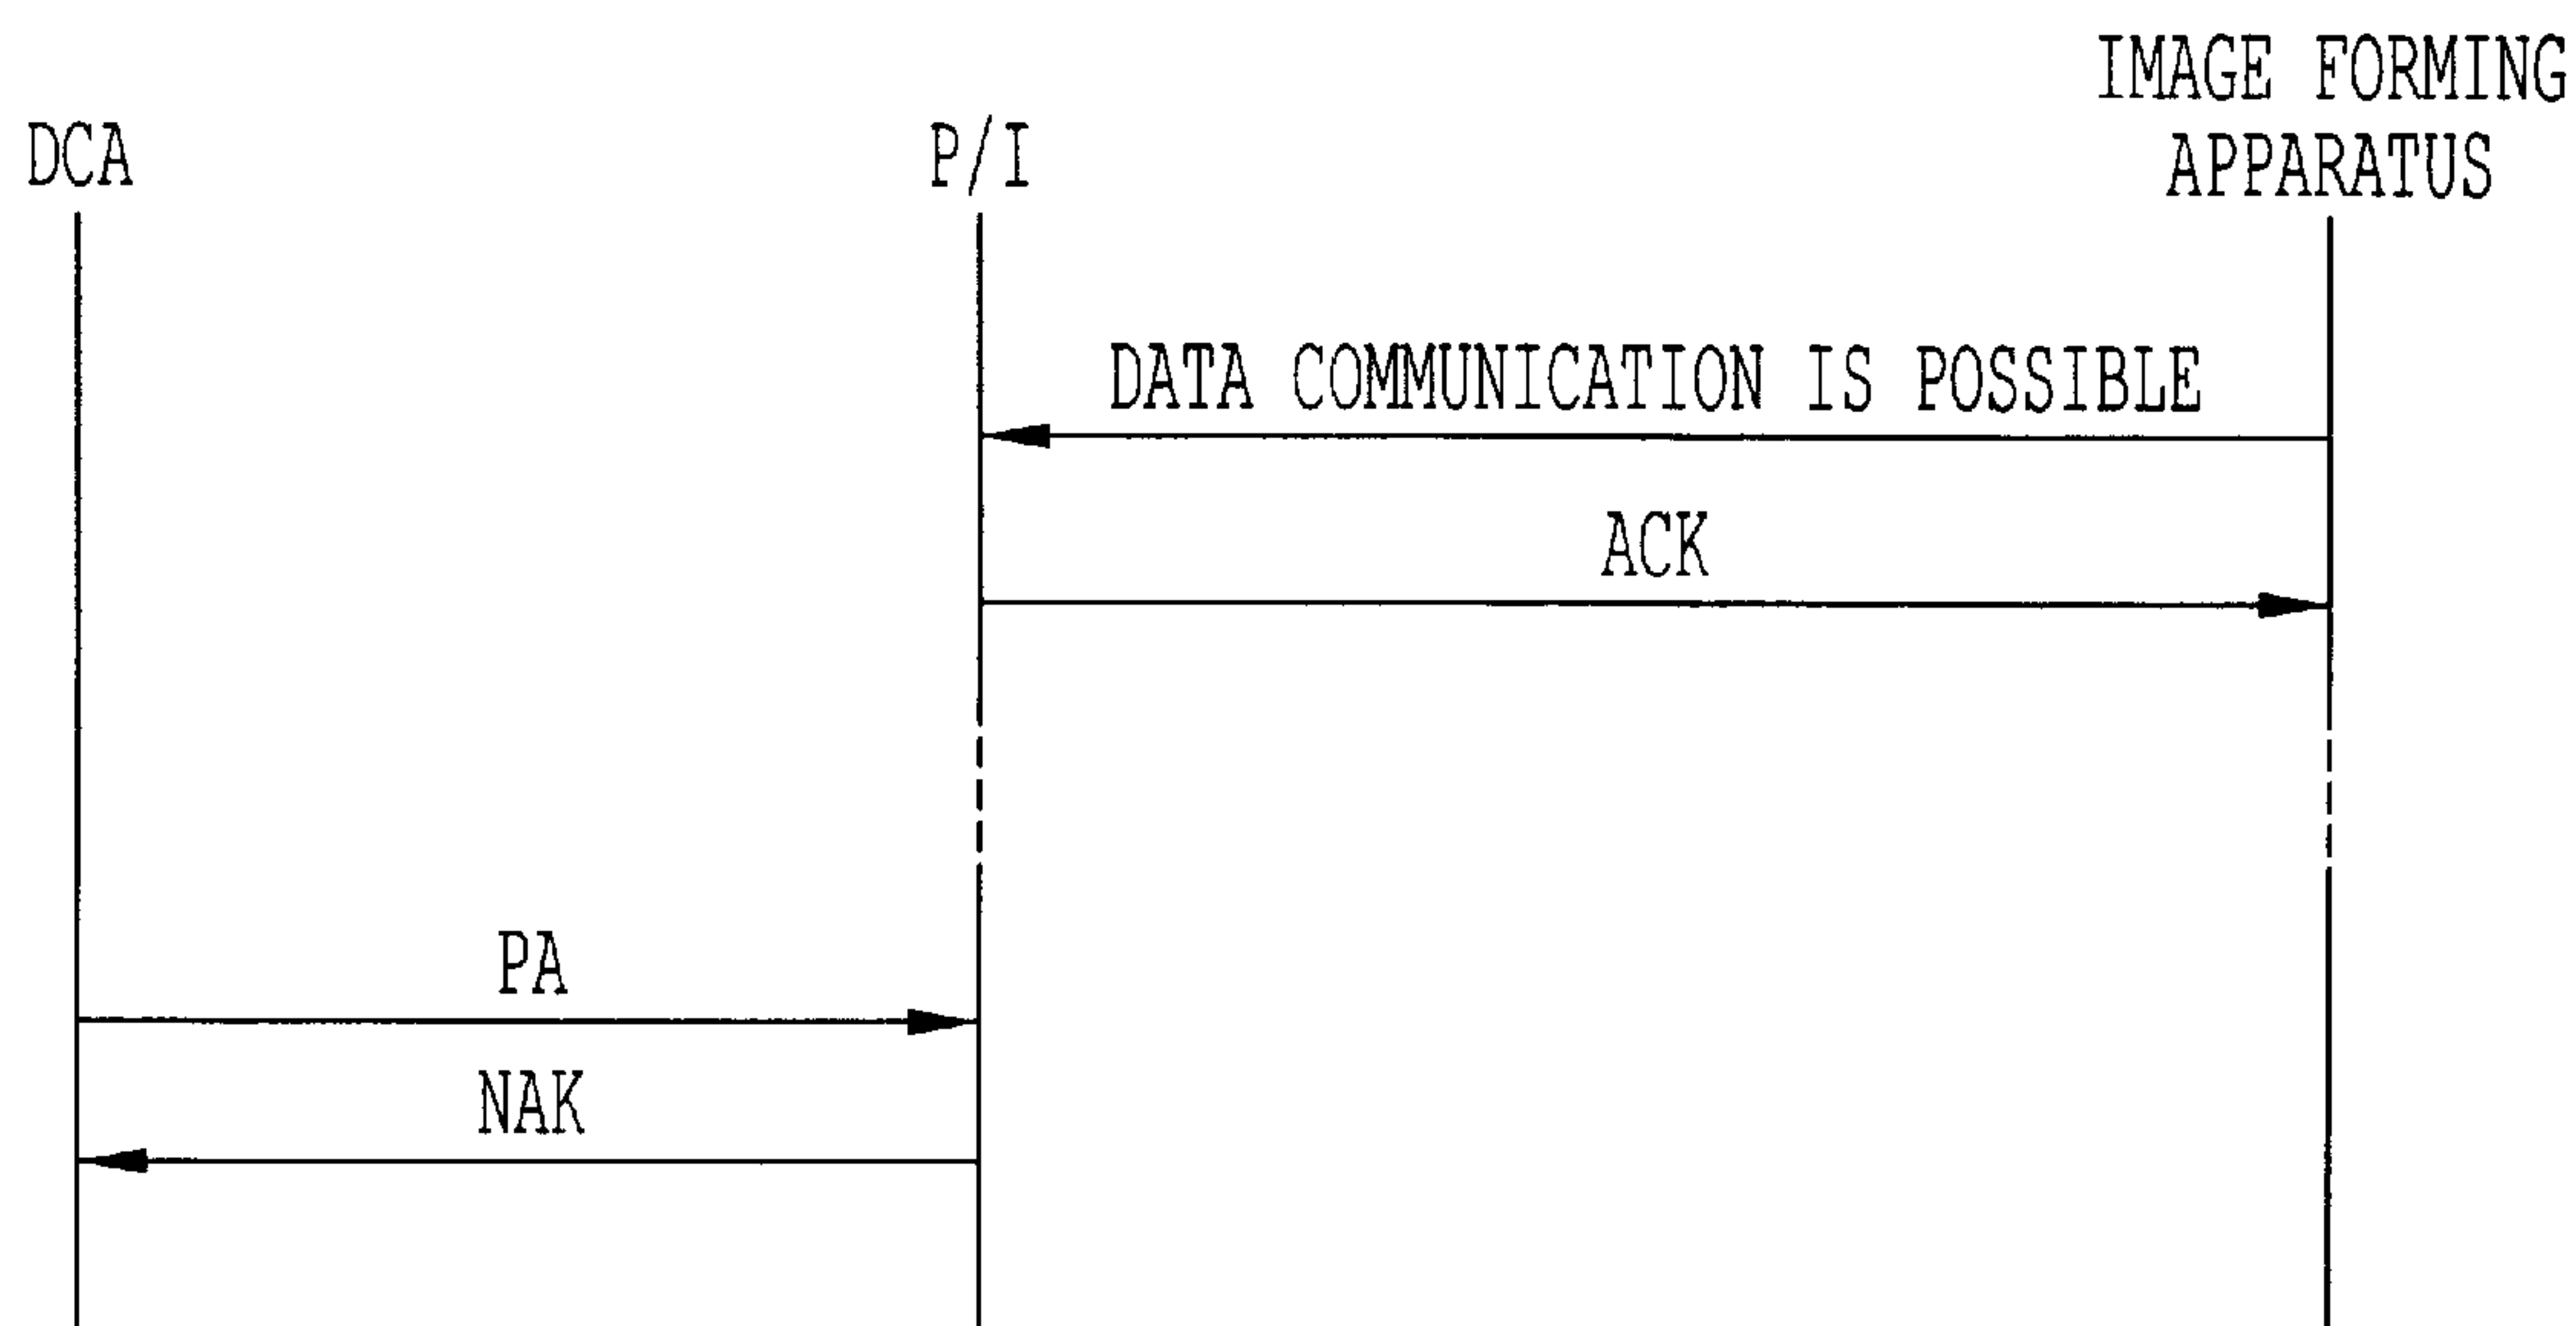 IMAGE FORMING
APPARATUS
DCA
P/I
DATA COMMUNICATION IS POSSIBLE
ACK
PA
NAK